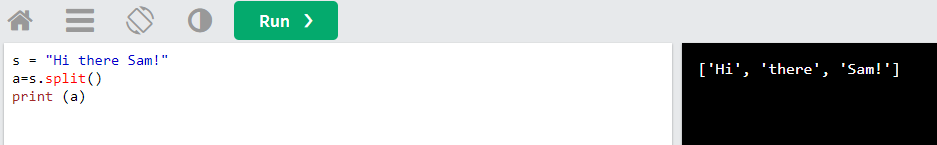 Run ❯
s = "Hi there Sam!"
a=s.split()
print (a)
['Hi', 'there', 'Sam!']